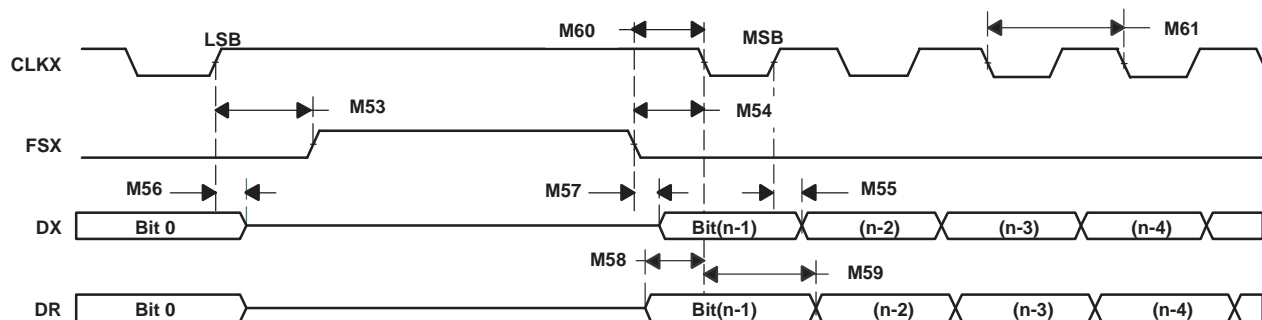 M60
M61
LSB
MSB
CLKX
M53
M54
FSX
M56
M57
M55
DX
Bit 0
Bit(n-1)
(n-2)
(n-3)
(n-4)
M58
M59
DR
Bit 0
Bit(n-1)
(n-2)
(n-3)
(n-4)